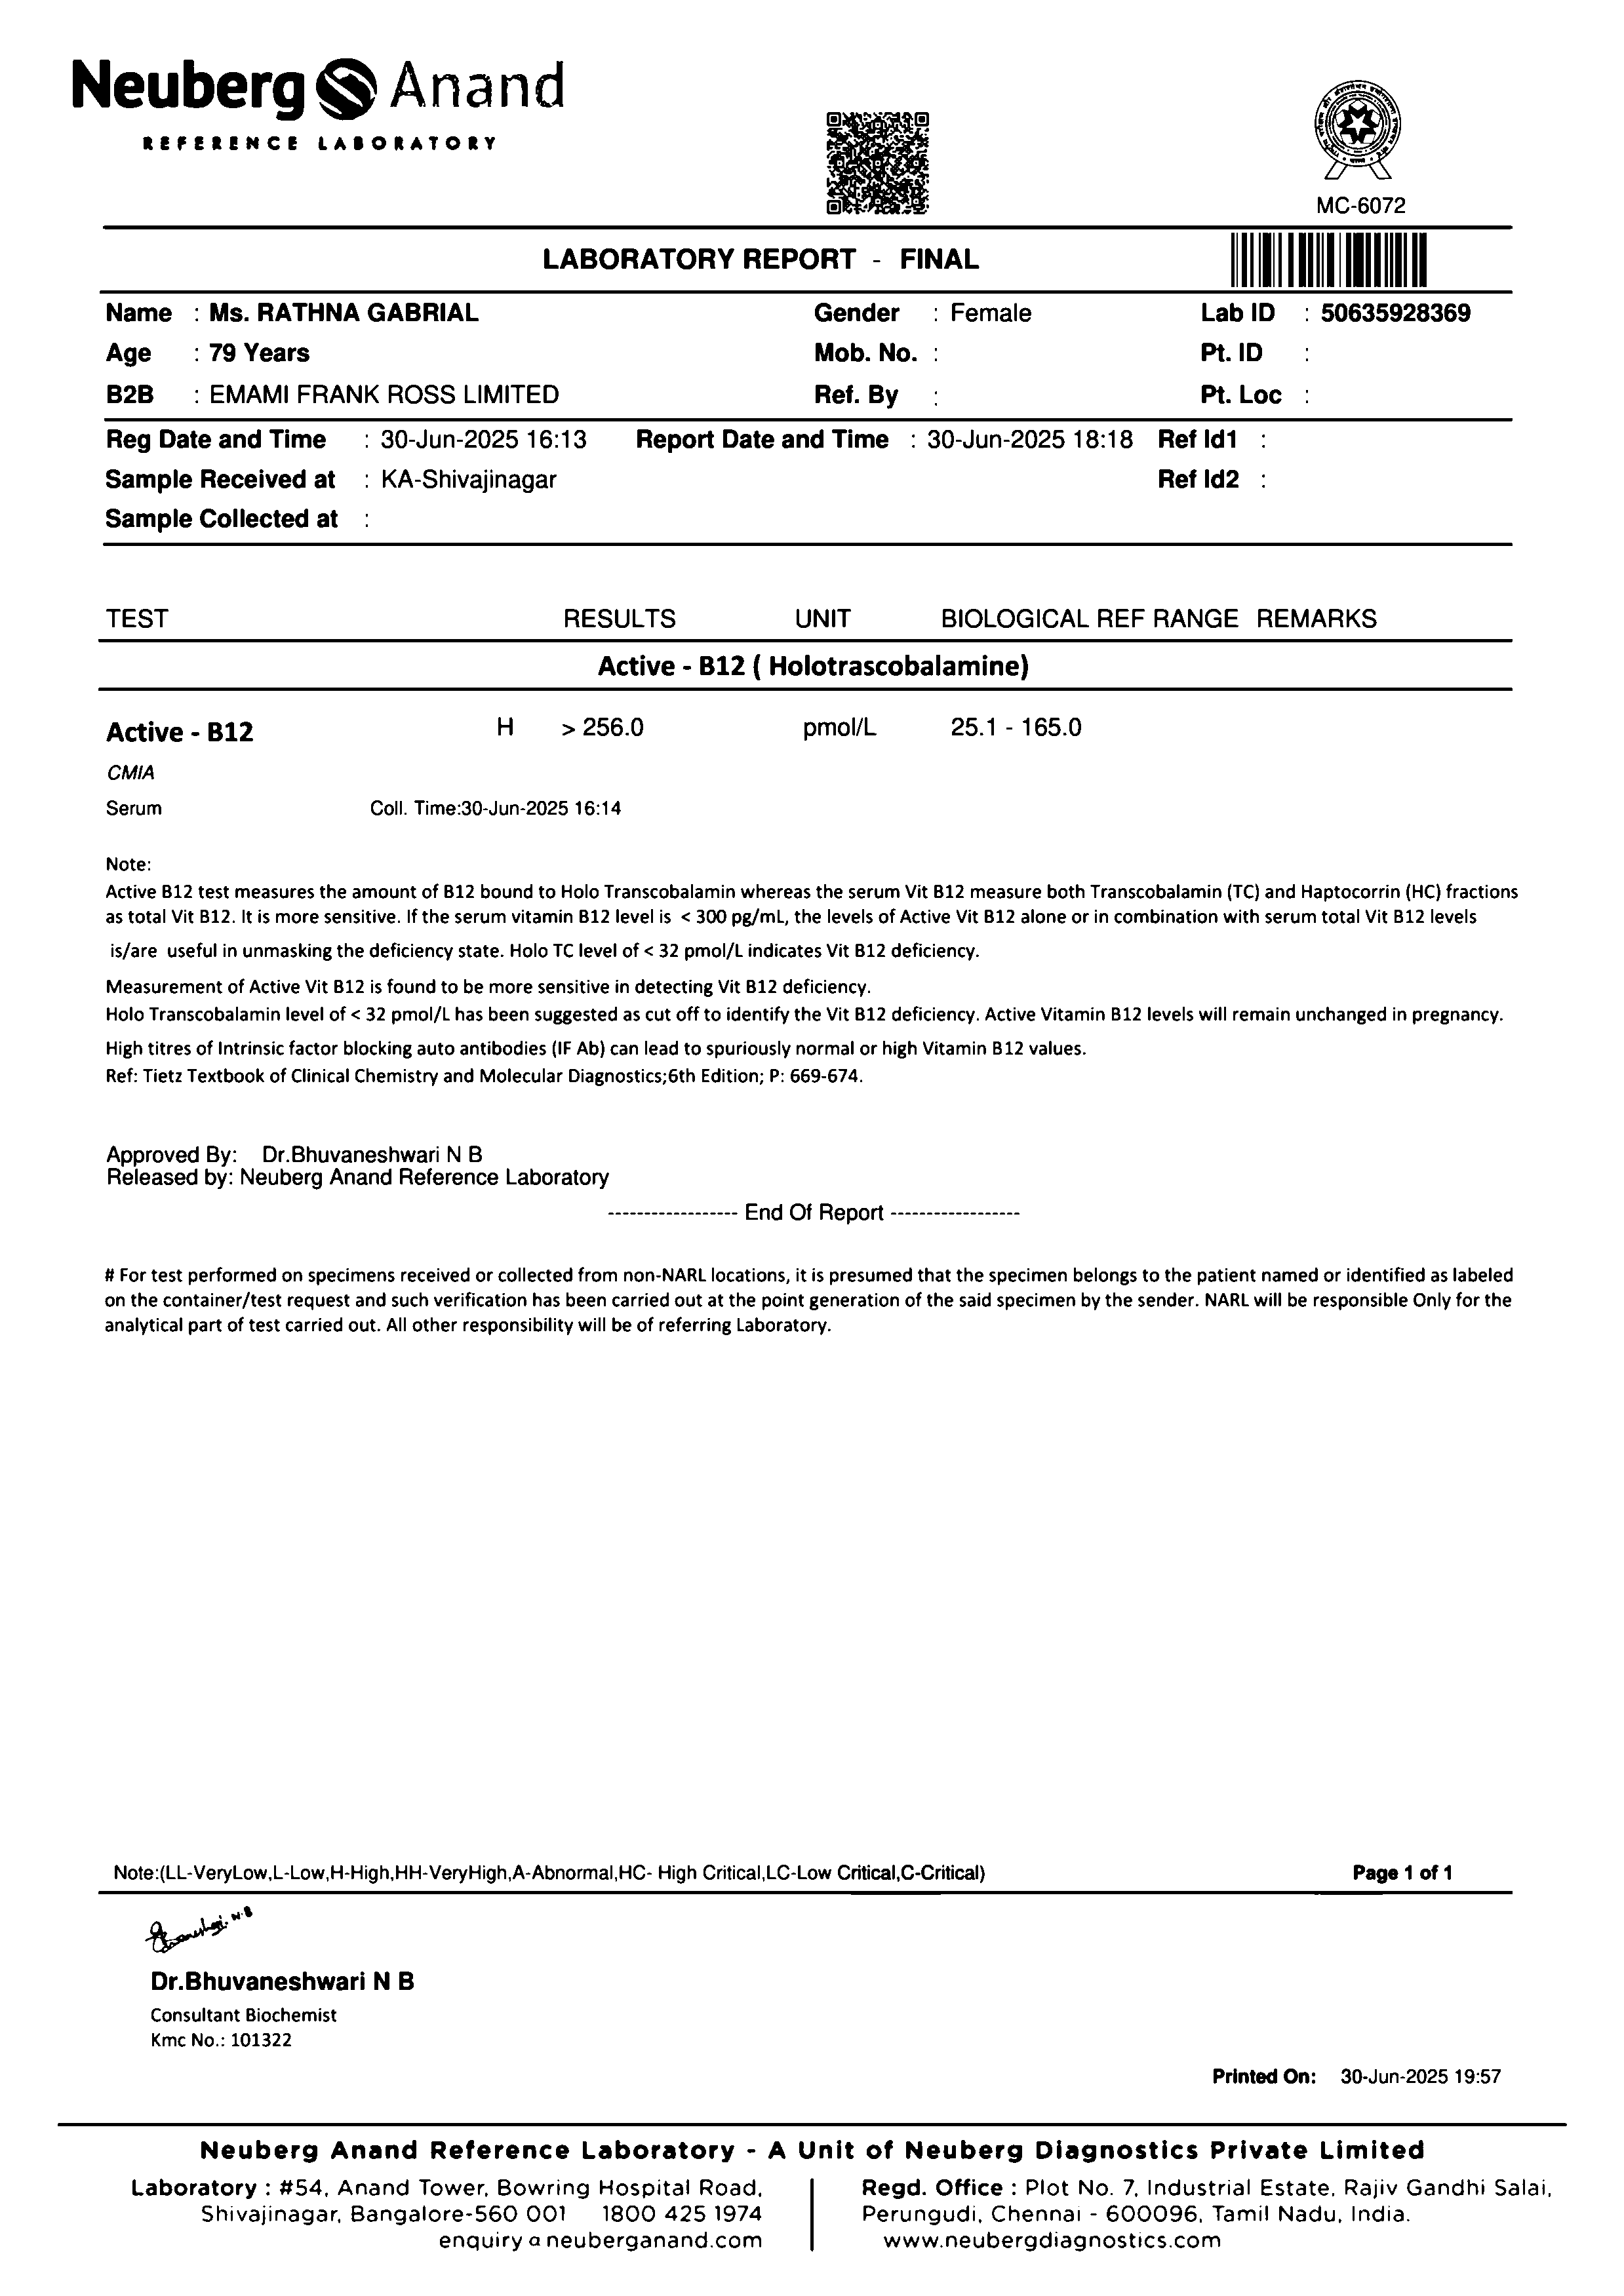 Neuberg Anand
REFERENCE LABORATORY
MC-6072
LABORATORY REPORT - FINAL
Name : Ms. RATHNA GABRIAL Gender : Female Lab ID : 50635928369
Age : 79 Years Mob. No. : Pt. ID :
B2B : EMAMI FRANK ROSS LIMITED Ref. By : Pt. Loc :
Reg Date and Time : 30-Jun-2025 16:13 Report Date and Time : 30-Jun-2025 18:18 Ref Id1 :
Sample Received at : KA-Shivajinagar Ref Id2 :
Sample Collected at :
TEST RESULTS UNIT BIOLOGICAL REF RANGE REMARKS
Active - B12 ( Holotrascobalamine)
Active - B12 H > 256.0 pmol/L 25.1 - 165.0
CMIA
Serum Coll. Time:30-Jun-2025 16:14
Note:
Active B12 test measures the amount of B12 bound to Holo Transcobalamin whereas the serum Vit B12 measure both Transcobalamin (TC) and Haptocorrin (HC) fractions
as total Vit B12. It is more sensitive. If the serum vitamin B12 level is < 300 pg/mL, the levels of Active Vit B12 alone or in combination with serum total Vit B12 levels
is/are useful in unmasking the deficiency state. Holo TC level of < 32 pmol/L indicates Vit B12 deficiency.
Measurement of Active Vit B12 is found to be more sensitive in detecting Vit B12 deficiency.
Holo Transcobalamin level of < 32 pmol/L has been suggested as cut off to identify the Vit B12 deficiency. Active Vitamin B12 levels will remain unchanged in pregnancy.
High titres of Intrinsic factor blocking auto antibodies (IF Ab) can lead to spuriously normal or high Vitamin B12 values.
Ref: Tietz Textbook of Clinical Chemistry and Molecular Diagnostics;6th Edition; P: 669-674.
Approved By: Dr.Bhuvaneshwari N B
Released by: Neuberg Anand Reference Laboratory
------------------ End Of Report ------------------
# For test performed on specimens received or collected from non-NARL locations, it is presumed that the specimen belongs to the patient named or identified as labeled
on the container/test request and such verification has been carried out at the point generation of the said specimen by the sender. NARL will be responsible Only for the
analytical part of test carried out. All other responsibility will be of referring Laboratory.
Note:(LL-VeryLow,L-Low,H-High,HH-VeryHigh,A-Abnormal,HC- High Critical,LC-Low Critical,C-Critical) Page 1 of 1
Dr.Bhuvaneshwari N B
Consultant Biochemist
Kmc No.: 101322
Printed On: 30-Jun-2025 19:57
Neuberg Anand Reference Laboratory - A Unit of Neuberg Diagnostics Private Limited
Laboratory : #54, Anand Tower, Bowring Hospital Road, Regd. Office : Plot No. 7, Industrial Estate, Rajiv Gandhi Salai,
Shivajinagar, Bangalore-560 001 1800 425 1974 Perungudi, Chennai - 600096, Tamil Nadu, India.
enquiry@neuberganand.com www.neubergdiagnostics.com